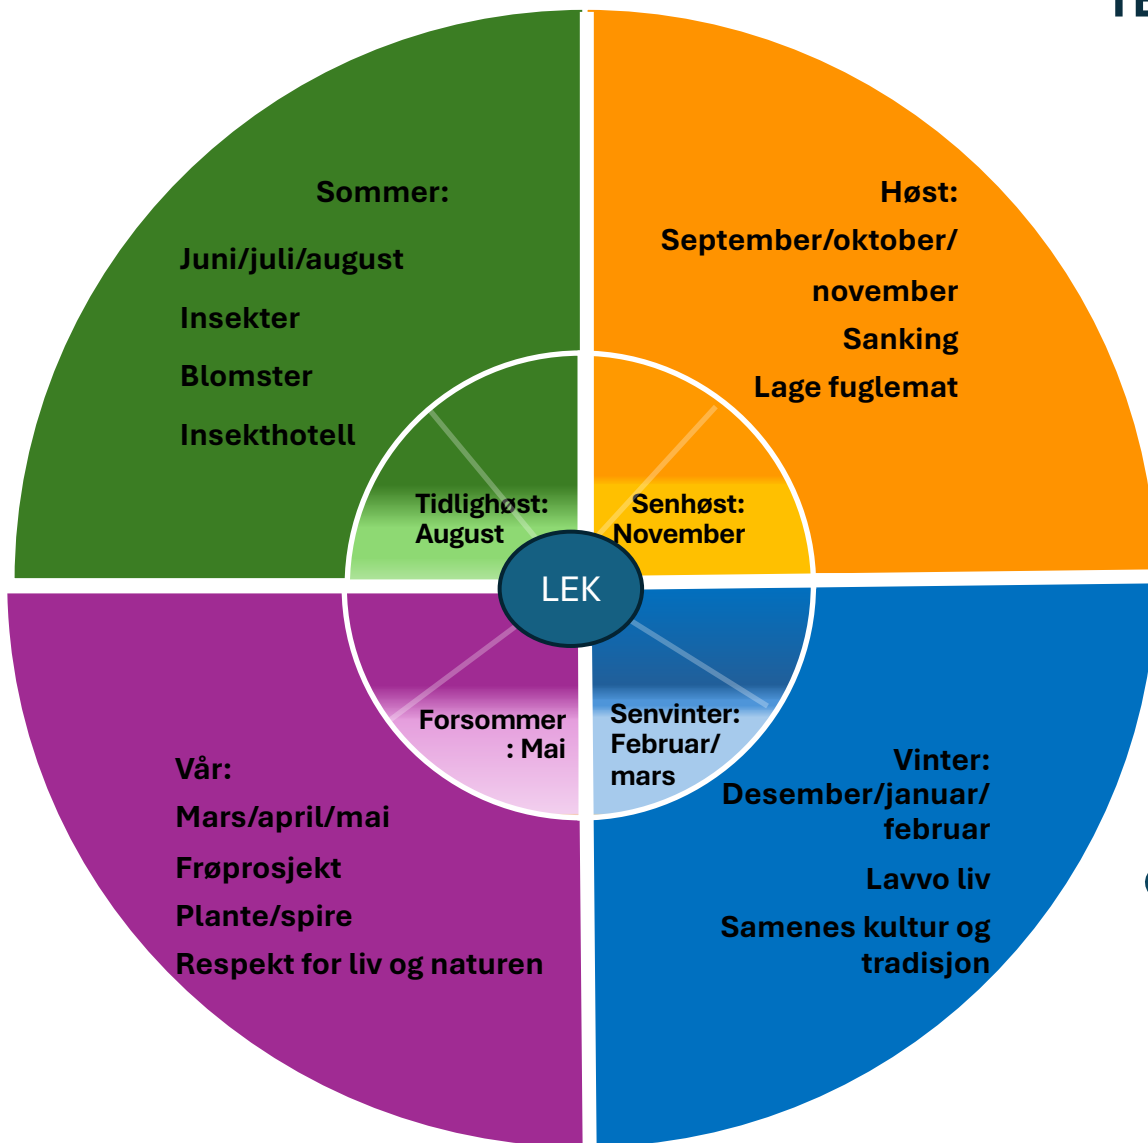 TE
Sommer:
Juni/juli/august
Insekter
Blomster
Insekthotell
Høst:
September/oktober/
november
Sanking
Lage fuglemat
Tidlighøst:
August
Senhøst:
November
LEK
Forsommer
: Mai
Senvinter:
Februar/
mars
Vår:
Mars/april/mai
Frøprosjekt
Plante/spire
Respekt for liv og naturen
Vinter:
Desember/januar/
februar
Lavvo liv
Samenes kultur og
tradisjon